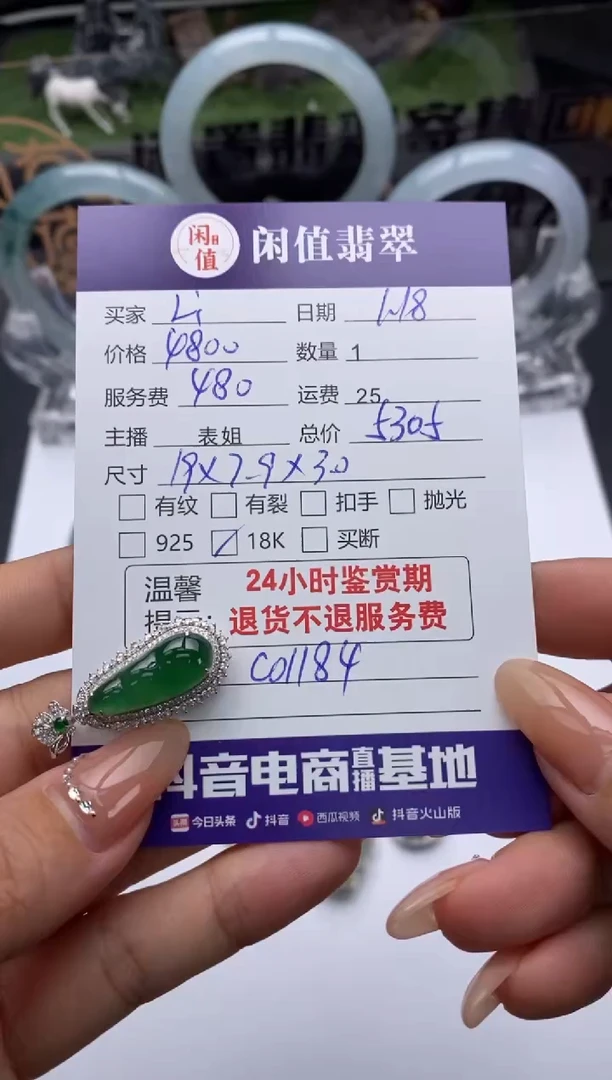 闲值 闲值翡翠
买家 Li 日期 1.18
价格 4800 数量 1
服务费 480 运费 25
主播 表姐 总价 5305
尺寸 19X7.9X3.0
有纹 有裂 扣手 抛光
925 18K 买断
温馨 24小时鉴赏期
提示: 退货不退服务费
C01184
抖音电商直播基地
头条 今日头条 抖音 西瓜视频 抖音火山版